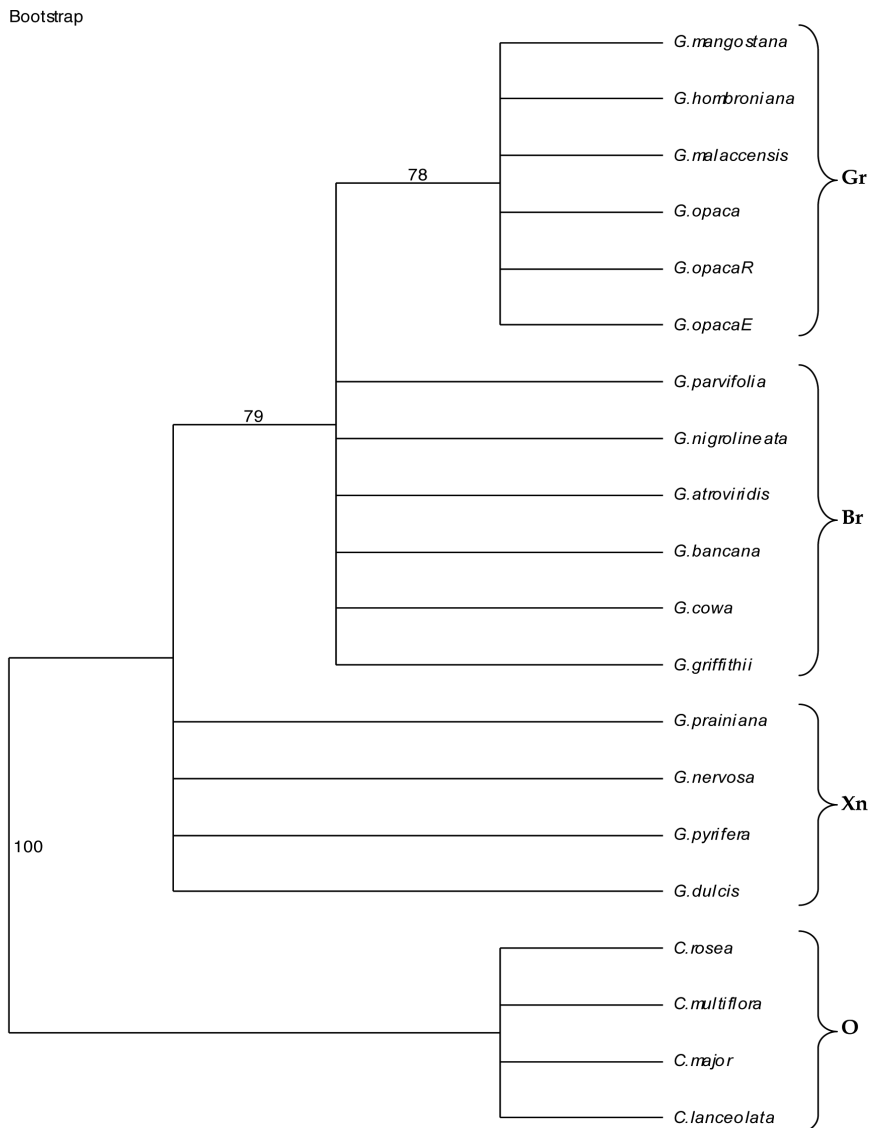 Bootstrap
G.mangostana
G.hombroniana
G.malaccensis
78
Gr
G.opaca
G.opacaR
G.opacaE
G.parvifolia
79
G.nigrolineata
G.atroviridis
Br
G.bancana
G.cowa
G.griffithii
G.prainiana
G.nervosa
Xn
G.pyrifera
100
G.dulcis
C.rosea
C.multiflora
O
C.major
C.lanceolata